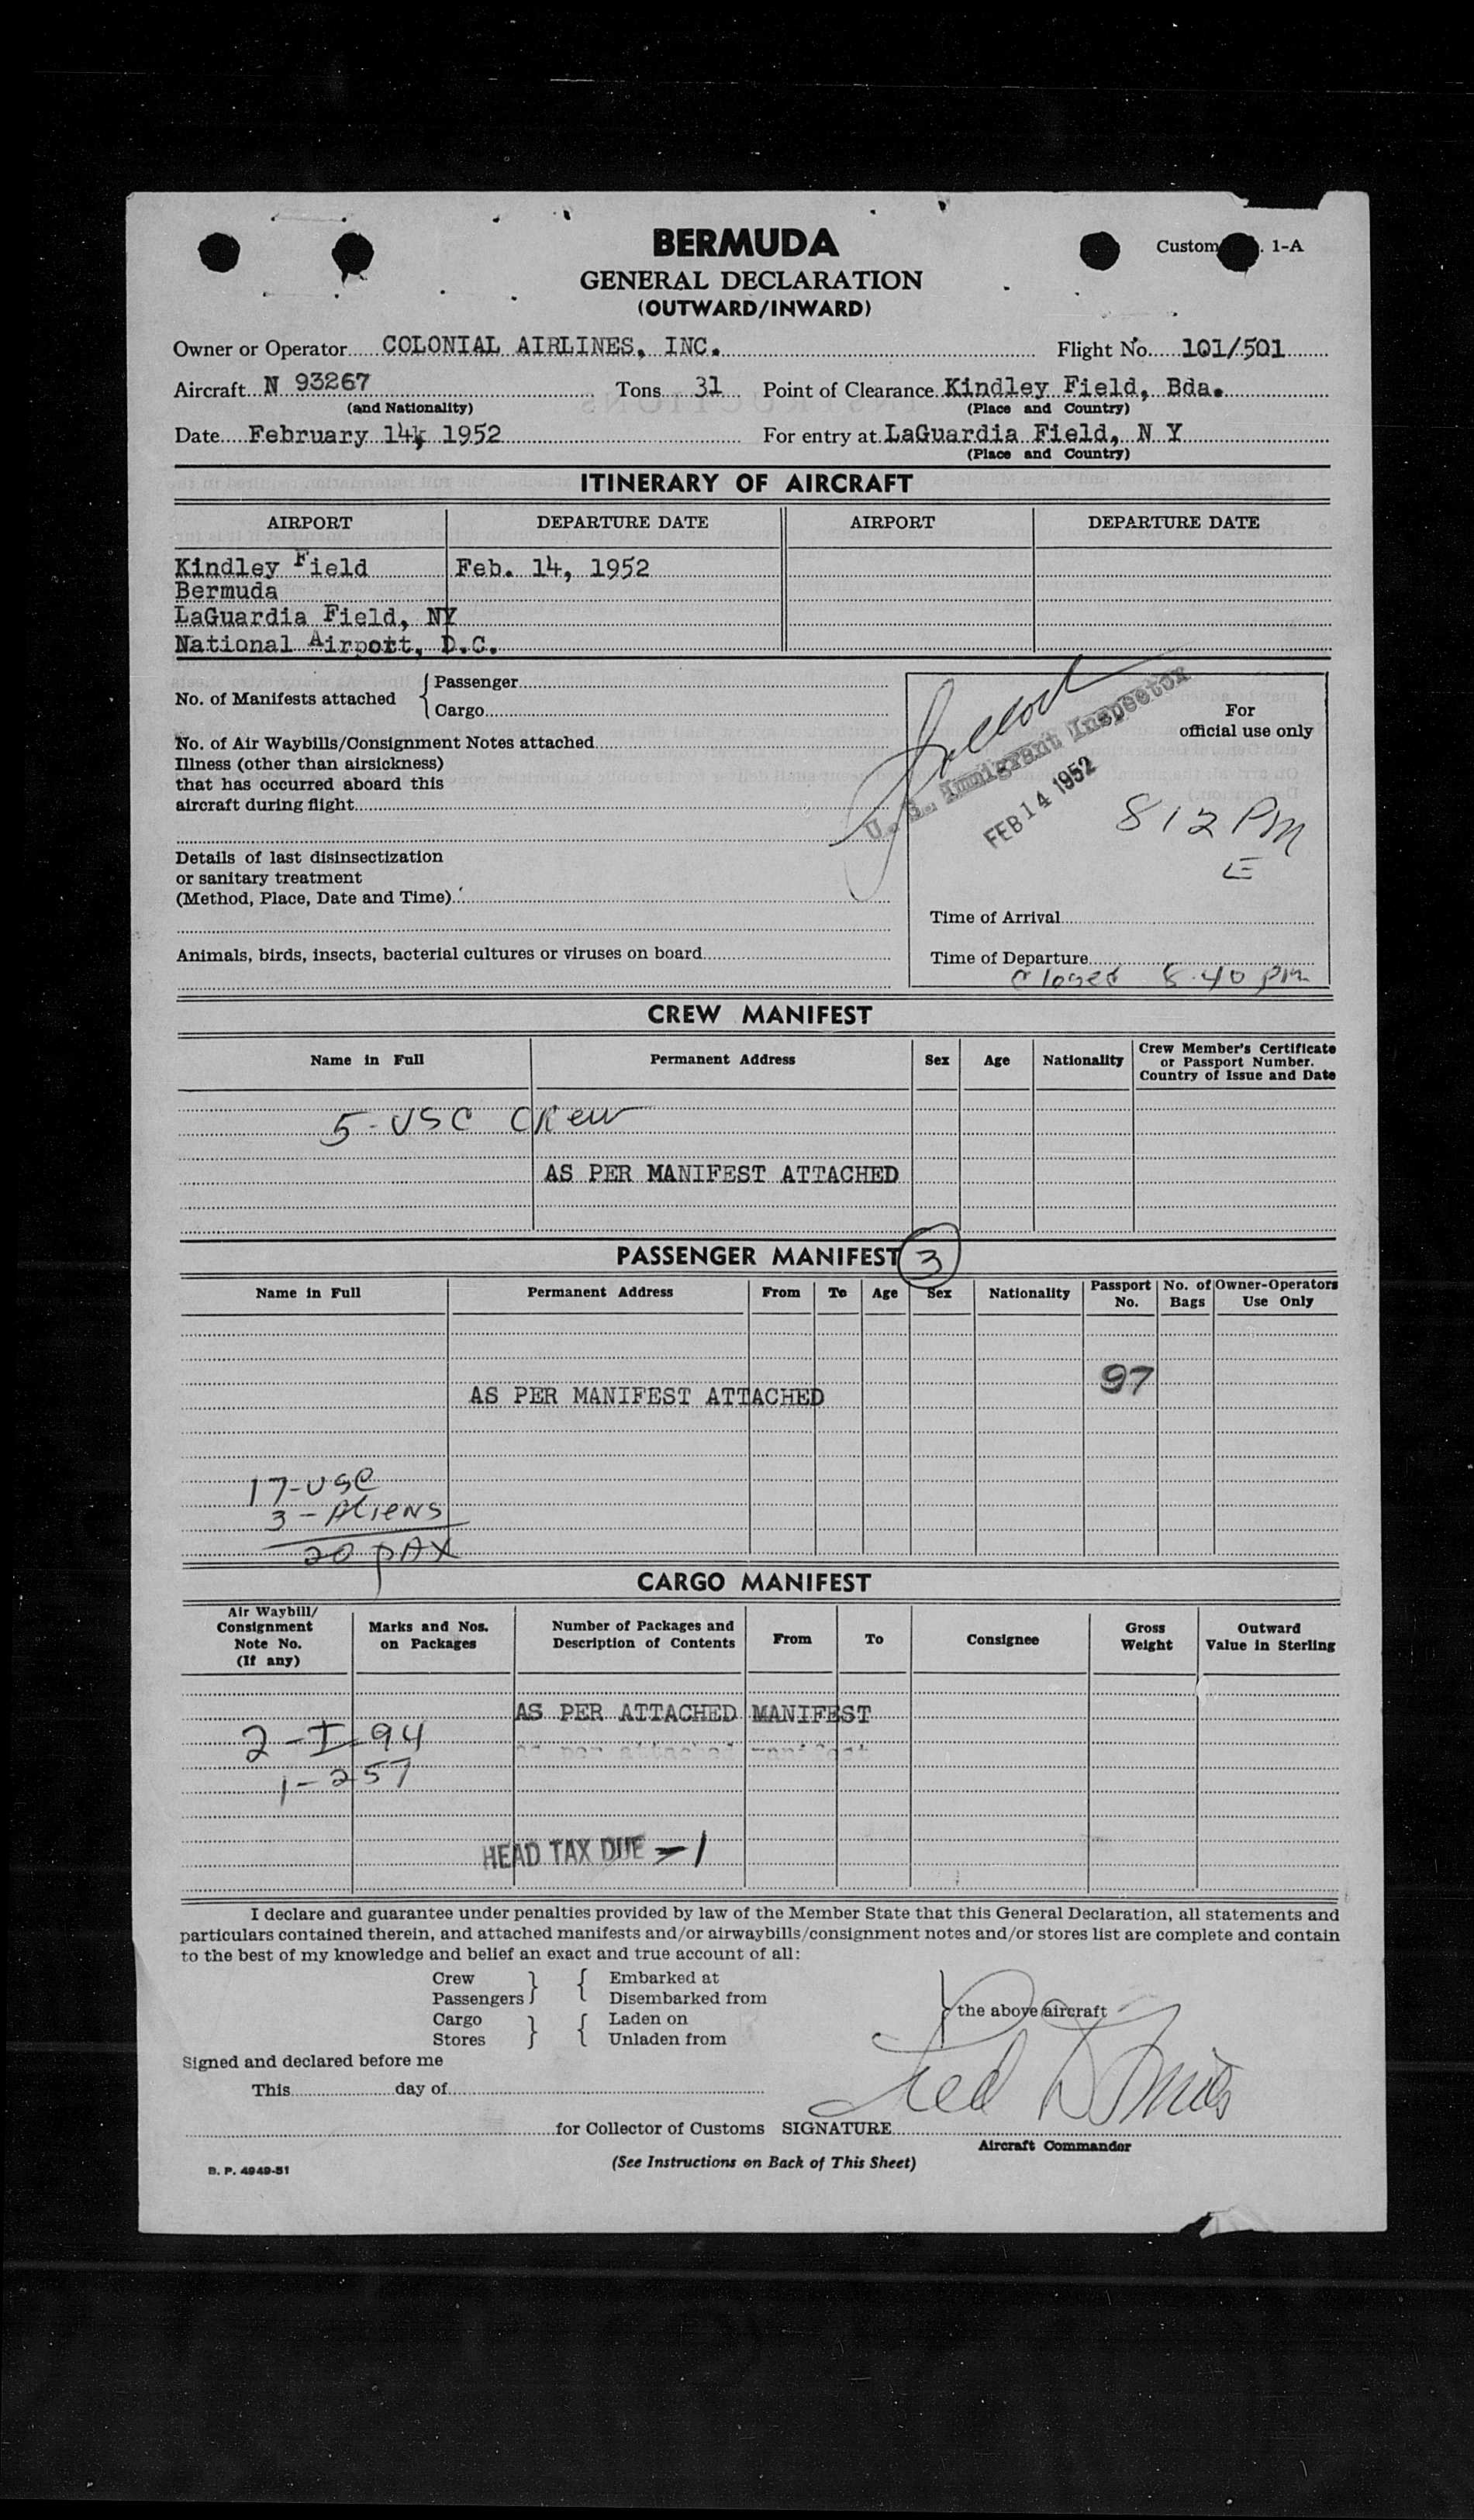 BERMUDA
Custom . 1-A
GENERAL DECLARATION
(OUTWARD/INWARD)
Owner or Operator COLONIAL AIRLINES, INC. Flight No. 101/501
Aircraft N 93267 Tons 31 Point of Clearance Kindley Field, Bda.
(and Nationality) (Place and Country)
Date February 14, 1952 For entry at LaGuardia Field, N Y
(Place and Country)
ITINERARY OF AIRCRAFT
AIRPORT DEPARTURE DATE AIRPORT DEPARTURE DATE
Kindley Field Feb. 14, 1952
Bermuda
LaGuardia Field, NY
National Airport, D.C.
No. of Manifests attached { Passenger
Cargo
For
official use only
U. S. Immigrant Inspector
FEB 14 1952
812 PM
E
No. of Air Waybills/Consignment Notes attached
Illness (other than airsickness)
that has occurred aboard this
aircraft during flight
Details of last disinsectization
or sanitary treatment
(Method, Place, Date and Time)
Time of Arrival
Animals, birds, insects, bacterial cultures or viruses on board
Time of Departure
closed 8.40 pm
CREW MANIFEST
Name in Full Permanent Address Sex Age Nationality Crew Member's Certificate
or Passport Number.
Country of Issue and Date
5-USC Crew
AS PER MANIFEST ATTACHED
PASSENGER MANIFEST 3
Name in Full Permanent Address From To Age Sex Nationality Passport No. No. of Bags Owner-Operators Use Only
97
AS PER MANIFEST ATTACHED
17-USC
3-Aliens
20 PAX
CARGO MANIFEST
Air Waybill/
Consignment
Note No.
(If any)
Marks and Nos.
on Packages
Number of Packages and
Description of Contents
From To Consignee Gross Weight Outward
Value in Sterling
AS PER ATTACHED MANIFEST
as per attached manifest
2-I 94
1-257
HEAD TAX DUE -1
I declare and guarantee under penalties provided by law of the Member State that this General Declaration, all statements and
particulars contained therein, and attached manifests and/or airwaybills/consignment notes and/or stores list are complete and contain
to the best of my knowledge and belief an exact and true account of all:
Crew } { Embarked at
Passengers Disembarked from
the above aircraft
Cargo } { Laden on
Stores Unladen from
Signed and declared before me
This day of
for Collector of Customs SIGNATURE
Aircraft Commander
(See Instructions on Back of This Sheet)
B. P. 4949-51